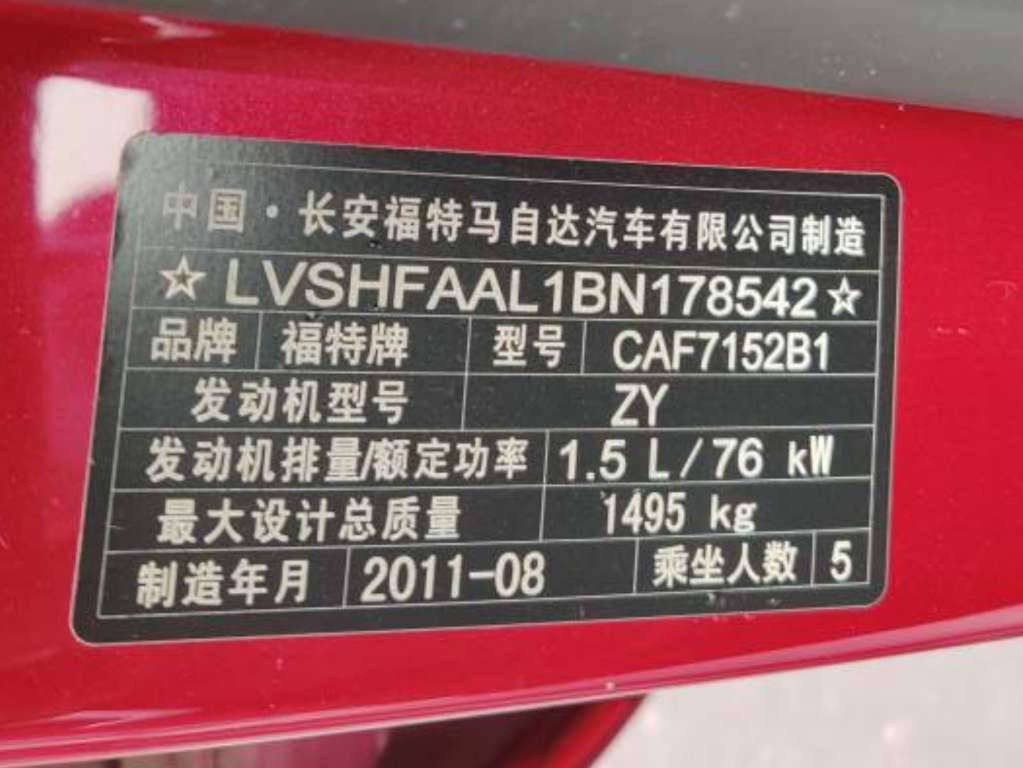 中国·长安福特马自达汽车有限公司制造
☆LVSHFAAL1BN178542☆
品牌 福特牌 型号 CAF7152B1
发动机型号 ZY
发动机排量/额定功率 1.5 L/76 kW
最大设计总质量 1495 kg
制造年月 2011-08 乘坐人数 5